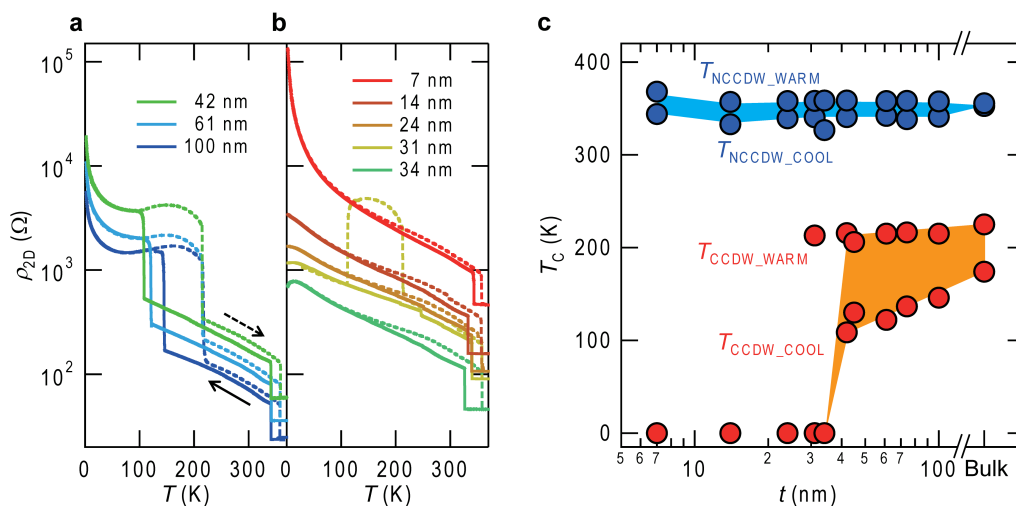 a
b
c
10^5
10^4
10^3
10^2
ρ2D (Ω)
42 nm
61 nm
100 nm
7 nm
14 nm
24 nm
31 nm
34 nm
0 100 200 300
T (K)
0 100 200 300
T (K)
400
300
200
100
0
TC (K)
TNCCDW_WARM
TNCCDW_COOL
TCCDW_WARM
TCCDW_COOL
5 6 7 10 2 3 4 5 6 7 100 Bulk
t (nm)